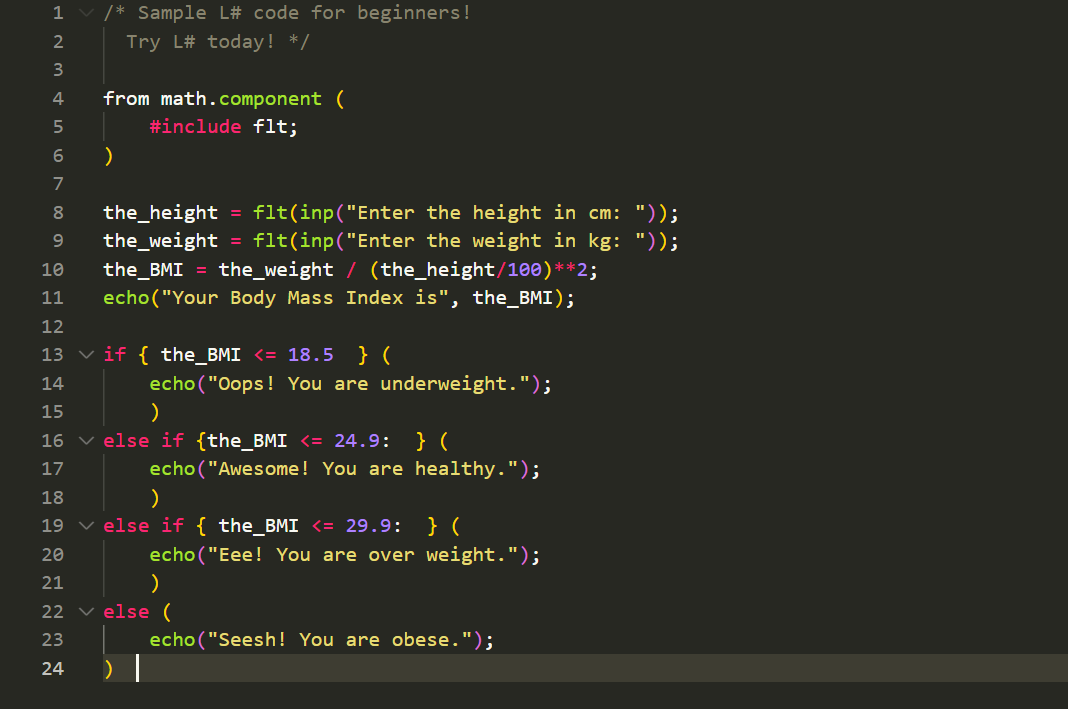 1 /* Sample L# code for beginners!
2 Try L# today! */
3
4 from math.component (
5 #include flt;
6 )
7
8 the_height = flt(inp("Enter the height in cm: "));
9 the_weight = flt(inp("Enter the weight in kg: "));
10 the_BMI = the_weight / (the_height/100)**2;
11 echo("Your Body Mass Index is", the_BMI);
12
13 if { the_BMI <= 18.5  } (
14 echo("Oops! You are underweight.");
15 )
16 else if {the_BMI <= 24.9:  } (
17 echo("Awesome! You are healthy.");
18 )
19 else if { the_BMI <= 29.9:  } (
20 echo("Eee! You are over weight.");
21 )
22 else (
23 echo("Seesh! You are obese.");
24 )